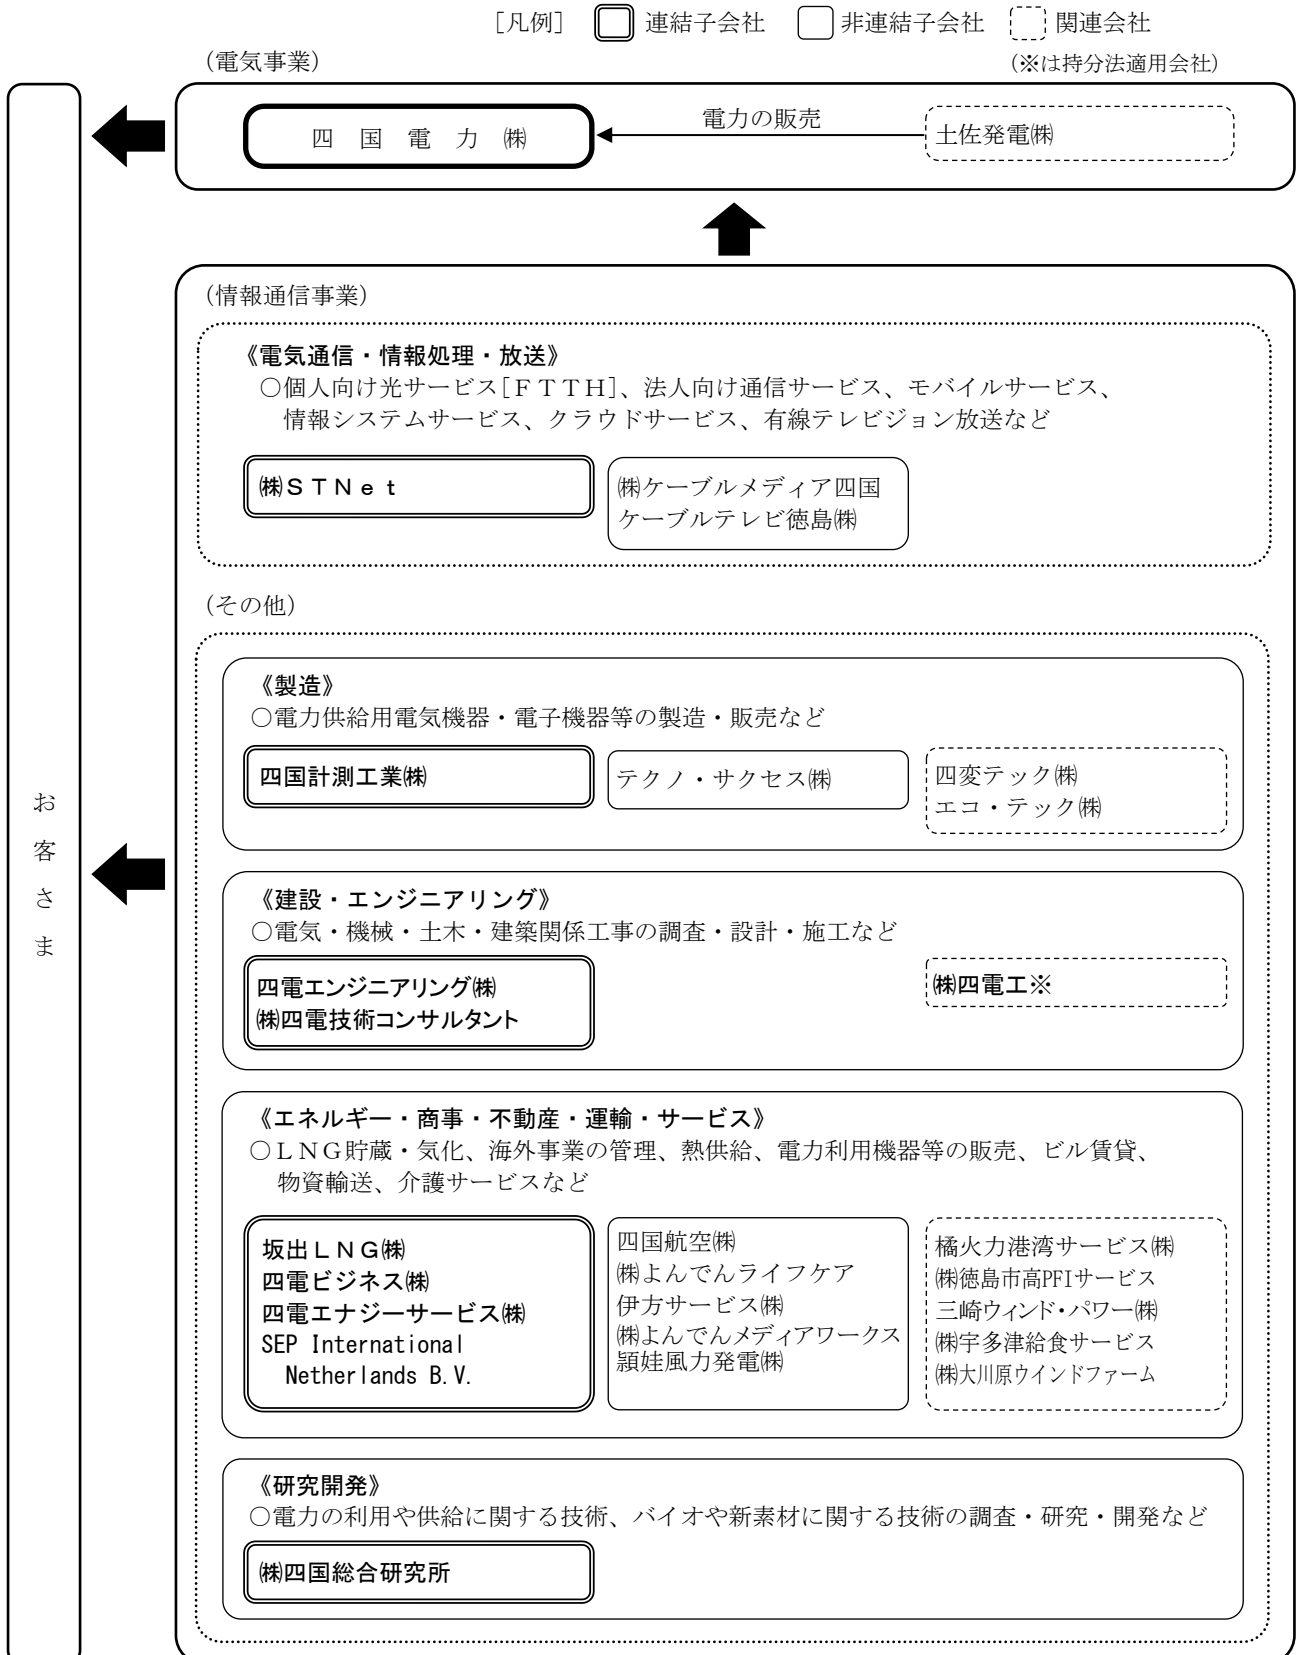 ［凡例］ 連結子会社 非連結子会社 関連会社
（電気事業）
（※は持分法適用会社）
四国電力㈱
電力の販売
土佐発電㈱
（情報通信事業）
《電気通信・情報処理・放送》
○個人向け光サービス［ＦＴＴＨ］、法人向け通信サービス、モバイルサービス、
情報システムサービス、クラウドサービス、有線テレビジョン放送など
㈱ＳＴＮｅｔ
㈱ケーブルメディア四国
ケーブルテレビ徳島㈱
（その他）
《製造》
○電力供給用電気機器・電子機器等の製造・販売など
四国計測工業㈱
テクノ・サクセス㈱
四変テック㈱
エコ・テック㈱
お客さま
《建設・エンジニアリング》
○電気・機械・土木・建築関係工事の調査・設計・施工など
四電エンジニアリング㈱
㈱四電技術コンサルタント
㈱四電工※
《エネルギー・商事・不動産・運輸・サービス》
○ＬＮＧ貯蔵・気化、海外事業の管理、熱供給、電力利用機器等の販売、ビル賃貸、
物資輸送、介護サービスなど
坂出ＬＮＧ㈱
四電ビジネス㈱
四電エナジーサービス㈱
SEP International
Netherlands B.V.
四国航空㈱
㈱よんでんライフケア
伊方サービス㈱
㈱よんでんメディアワークス
頴娃風力発電㈱
橘火力港湾サービス㈱
㈱徳島市高PFIサービス
三崎ウィンド・パワー㈱
㈱宇多津給食サービス
㈱大川原ウインドファーム
《研究開発》
○電力の利用や供給に関する技術、バイオや新素材に関する技術の調査・研究・開発など
㈱四国総合研究所